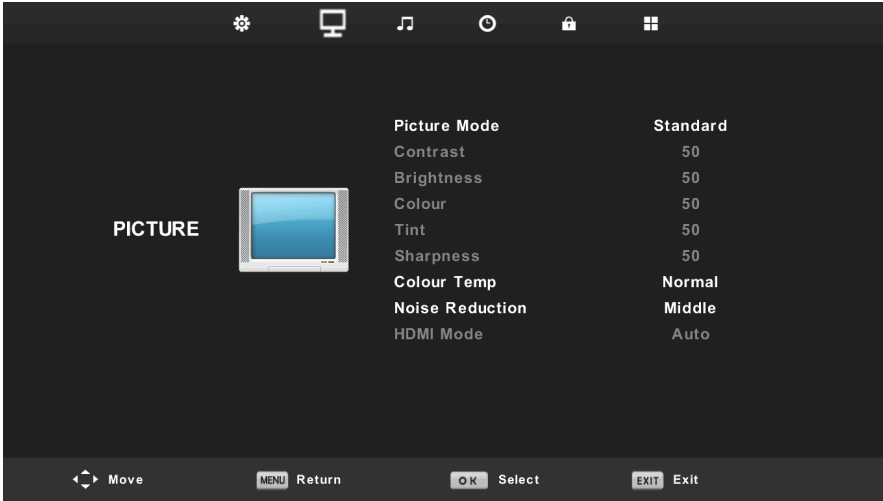 Picture Mode Standard
Contrast 50
Brightness 50
Colour 50
PICTURE
Tint 50
Sharpness 50
Colour Temp Normal
Noise Reduction Middle
HDMI Mode Auto
Move MENU Return OK Select EXIT Exit